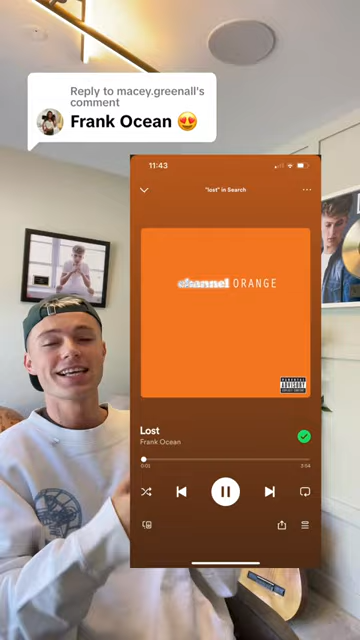 Reply to macey.greenall's
comment
Frank Ocean 😍
11:43
"lost" in Search
channel ORANGE
PARENTAL
ADVISORY
EXPLICIT CONTENT
Lost
Frank Ocean
0:01
3:54